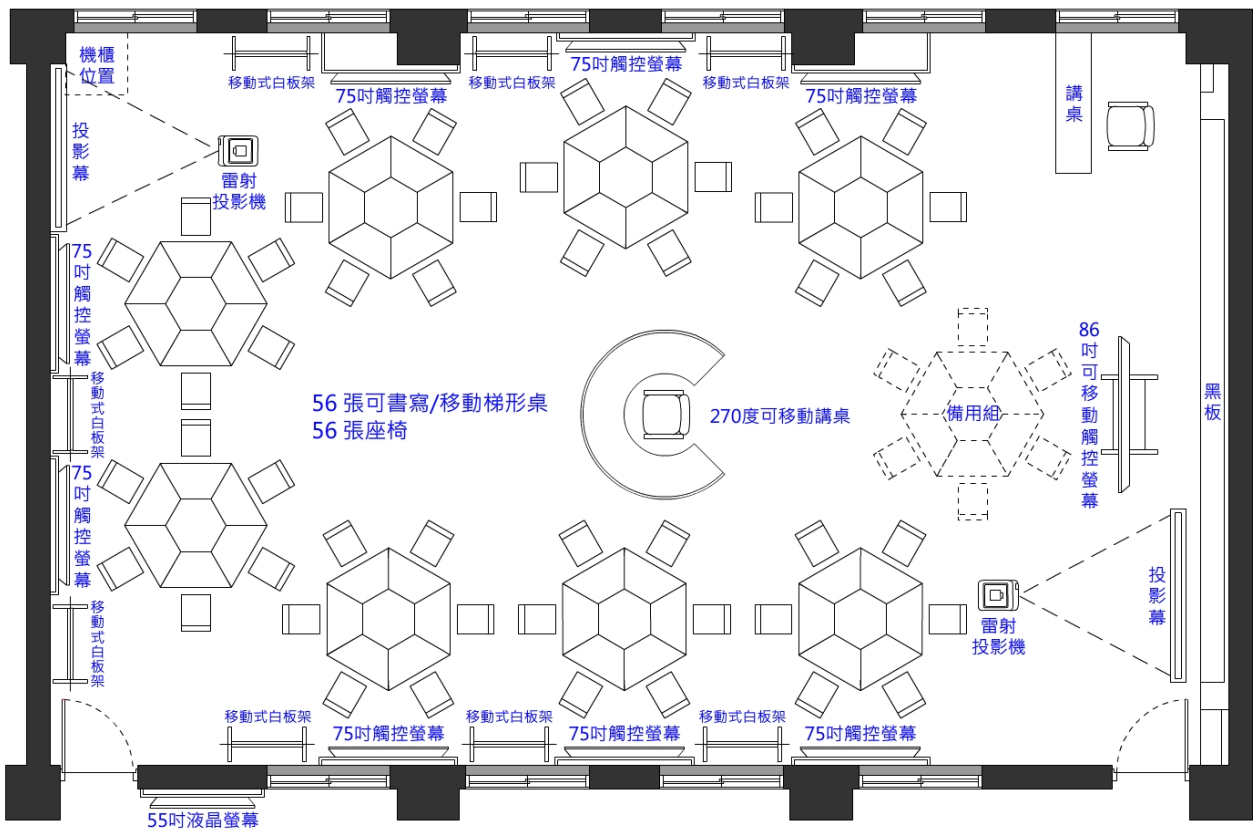 機櫃
位置
移動式白板架
75吋觸控螢幕
移動式白板架
75吋觸控螢幕
移動式白板架
75吋觸控螢幕
講桌
投影幕
雷射
投影機
75吋觸控螢幕
移動式白板架
75吋觸控螢幕
移動式白板架
56 張可書寫/移動梯形桌
56 張座椅
270度可移動講桌
備用組
86吋可移動觸控螢幕
黑板
投影幕
雷射
投影機
移動式白板架
75吋觸控螢幕
移動式白板架
75吋觸控螢幕
移動式白板架
75吋觸控螢幕
55吋液晶螢幕